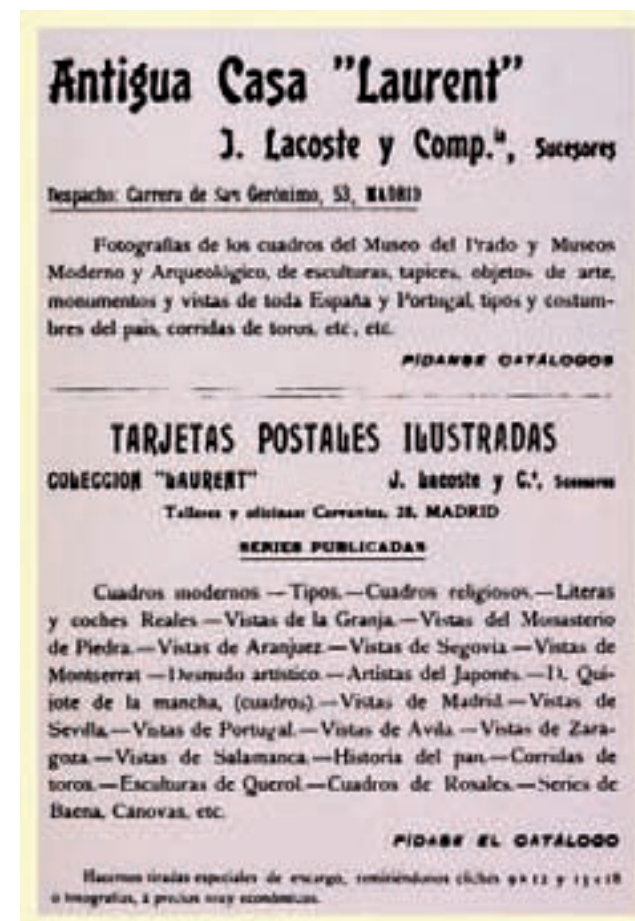 Antigua Casa "Laurent"
J. Lacoste y Comp.ª, Sucesores
Despacho: Carrera de San Gerónimo, 53, MADRID
Fotografías de los cuadros del Museo del Prado y Museos
Moderno y Arqueológico, de esculturas, tapices, objetos de arte,
monumentos y vistas de toda España y Portugal, tipos y costum-
bres del país, corridas de toros, etc, etc.
PÍDANSE CATÁLOGOS
TARJETAS POSTALES ILUSTRADAS
COLECCION "LAURENT" J. Lacoste y C.ª, Sucesores
Talleres y oficinas: Cervantes, 28, MADRID
SERIES PUBLICADAS
Cuadros modernos.—Tipos.—Cuadros religiosos.—Literas
y coches Reales.—Vistas de la Granja.—Vistas del Monasterio
de Piedra.—Vistas de Aranjuez.—Vistas de Segovia.—Vistas de
Montserrat.—Desnudo artístico.—Artistas del Japonés.—D. Qui-
jote de la mancha, (cuadros).—Vistas de Madrid.—Vistas de
Sevilla.—Vistas de Portugal.—Vistas de Avila.—Vistas de Zara-
goza.—Vistas de Salamanca.—Historia del pan.—Corridas de
toros.—Esculturas de Querol.—Cuadros de Rosales.—Series de
Baena, Cánovas, etc.
PÍDASE EL CATÁLOGO
Hacemos tiradas especiales de encargo, remitiéndonos clichés 9×12 y 13×18
ó fotografías, á precios muy económicos.